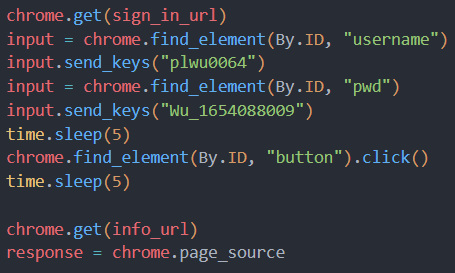 chrome.get(sign_in_url)
input = chrome.find_element(By.ID, "username")
input.send_keys("plwu0064")
input = chrome.find_element(By.ID, "pwd")
input.send_keys("Wu_1654088009")
time.sleep(5)
chrome.find_element(By.ID, "button").click()
time.sleep(5)
chrome.get(info_url)
response = chrome.page_source